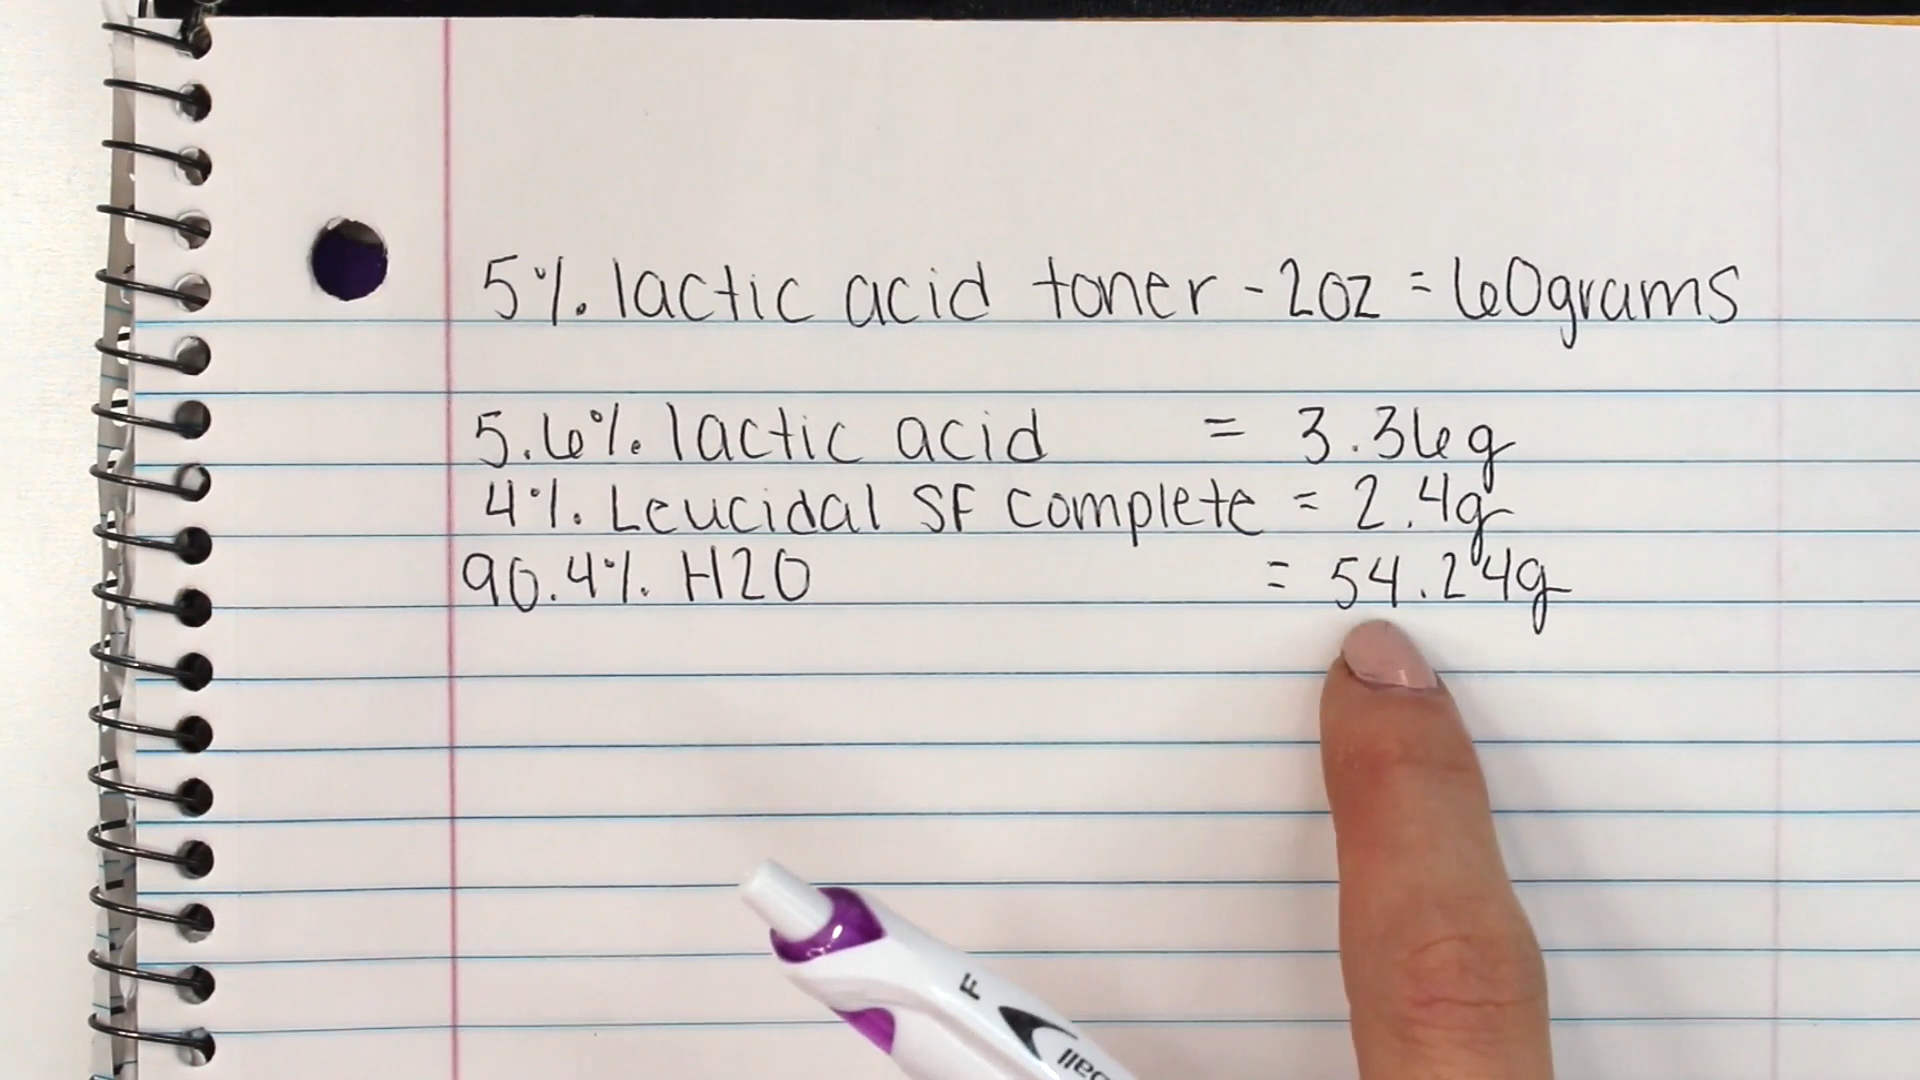 5% lactic acid toner - 2oz = 60grams
5.6% lactic acid = 3.36g
4% Leucidal SF Complete = 2.4g
90.4% H20 = 54.24g
F